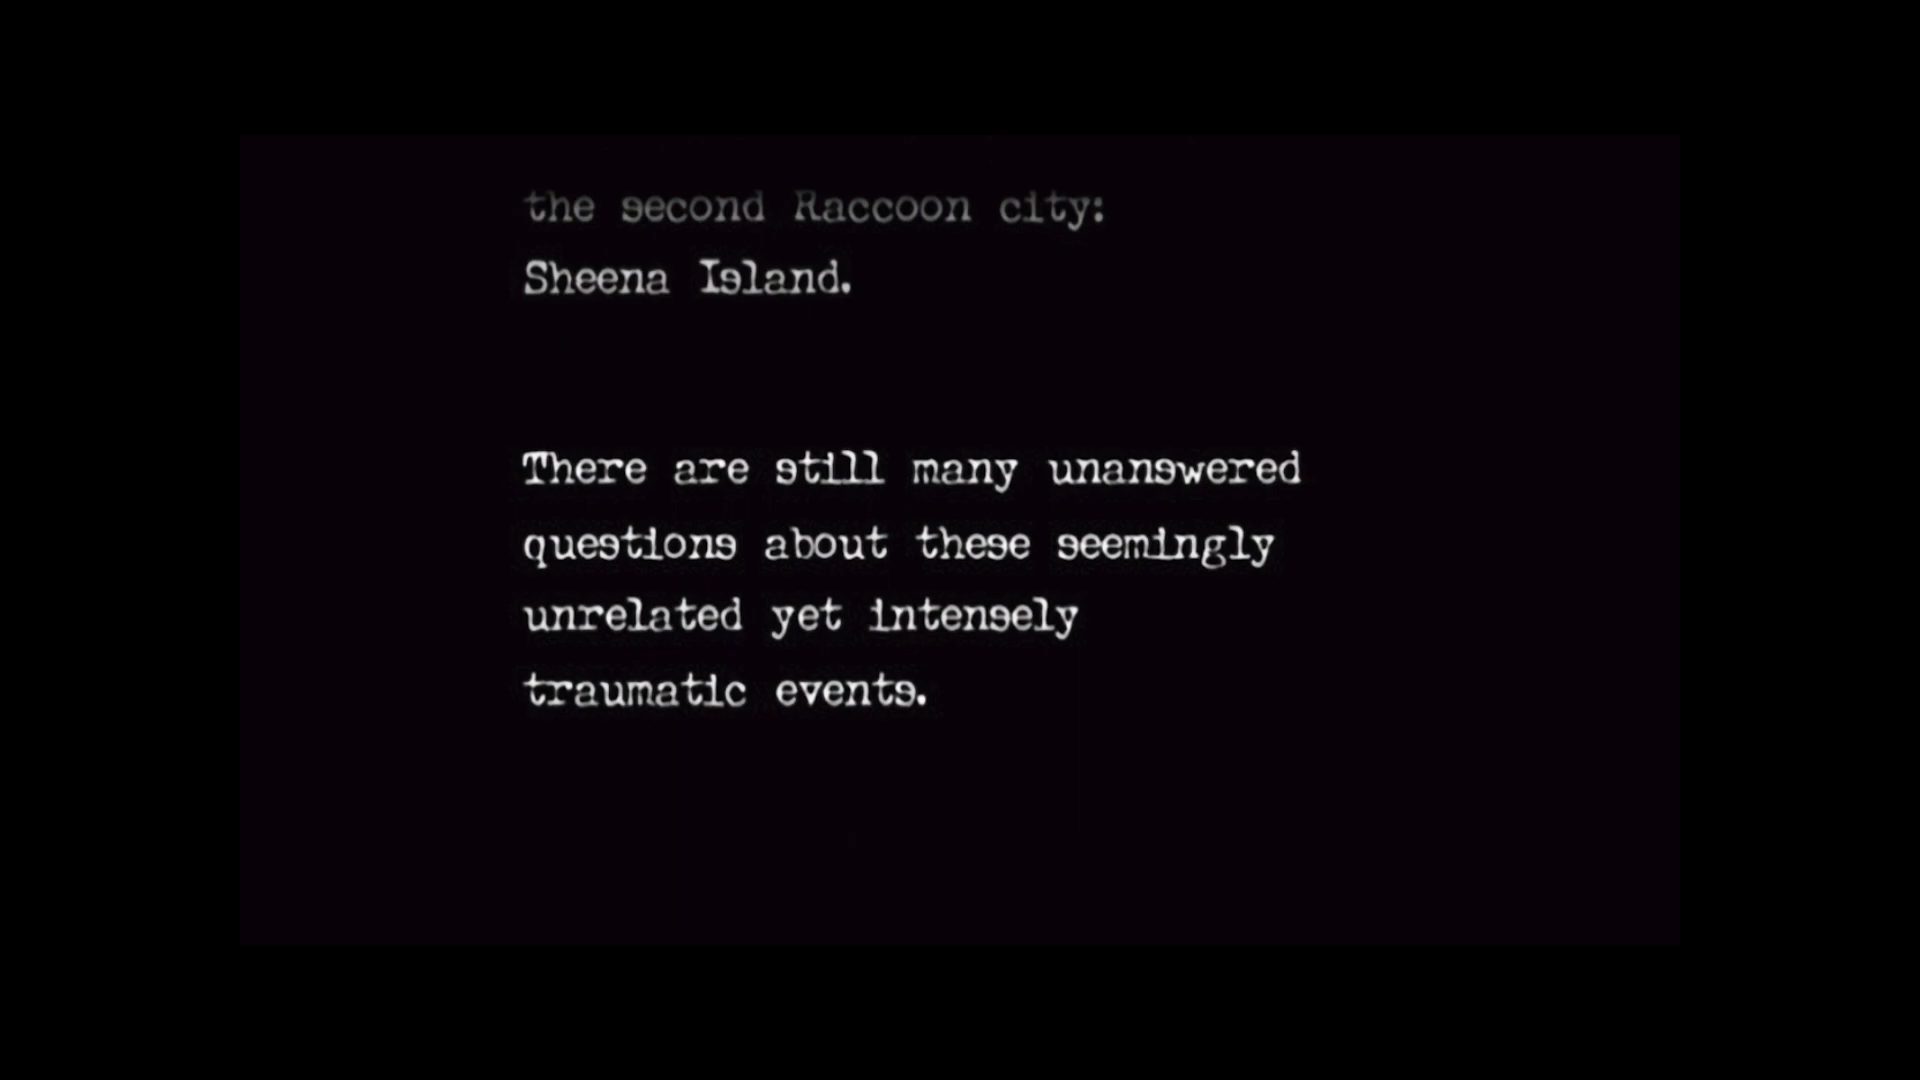 the second Raccoon city:
Sheena Island.
There are still many unanswered
questions about these seemingly
unrelated yet intensely
traumatic events.